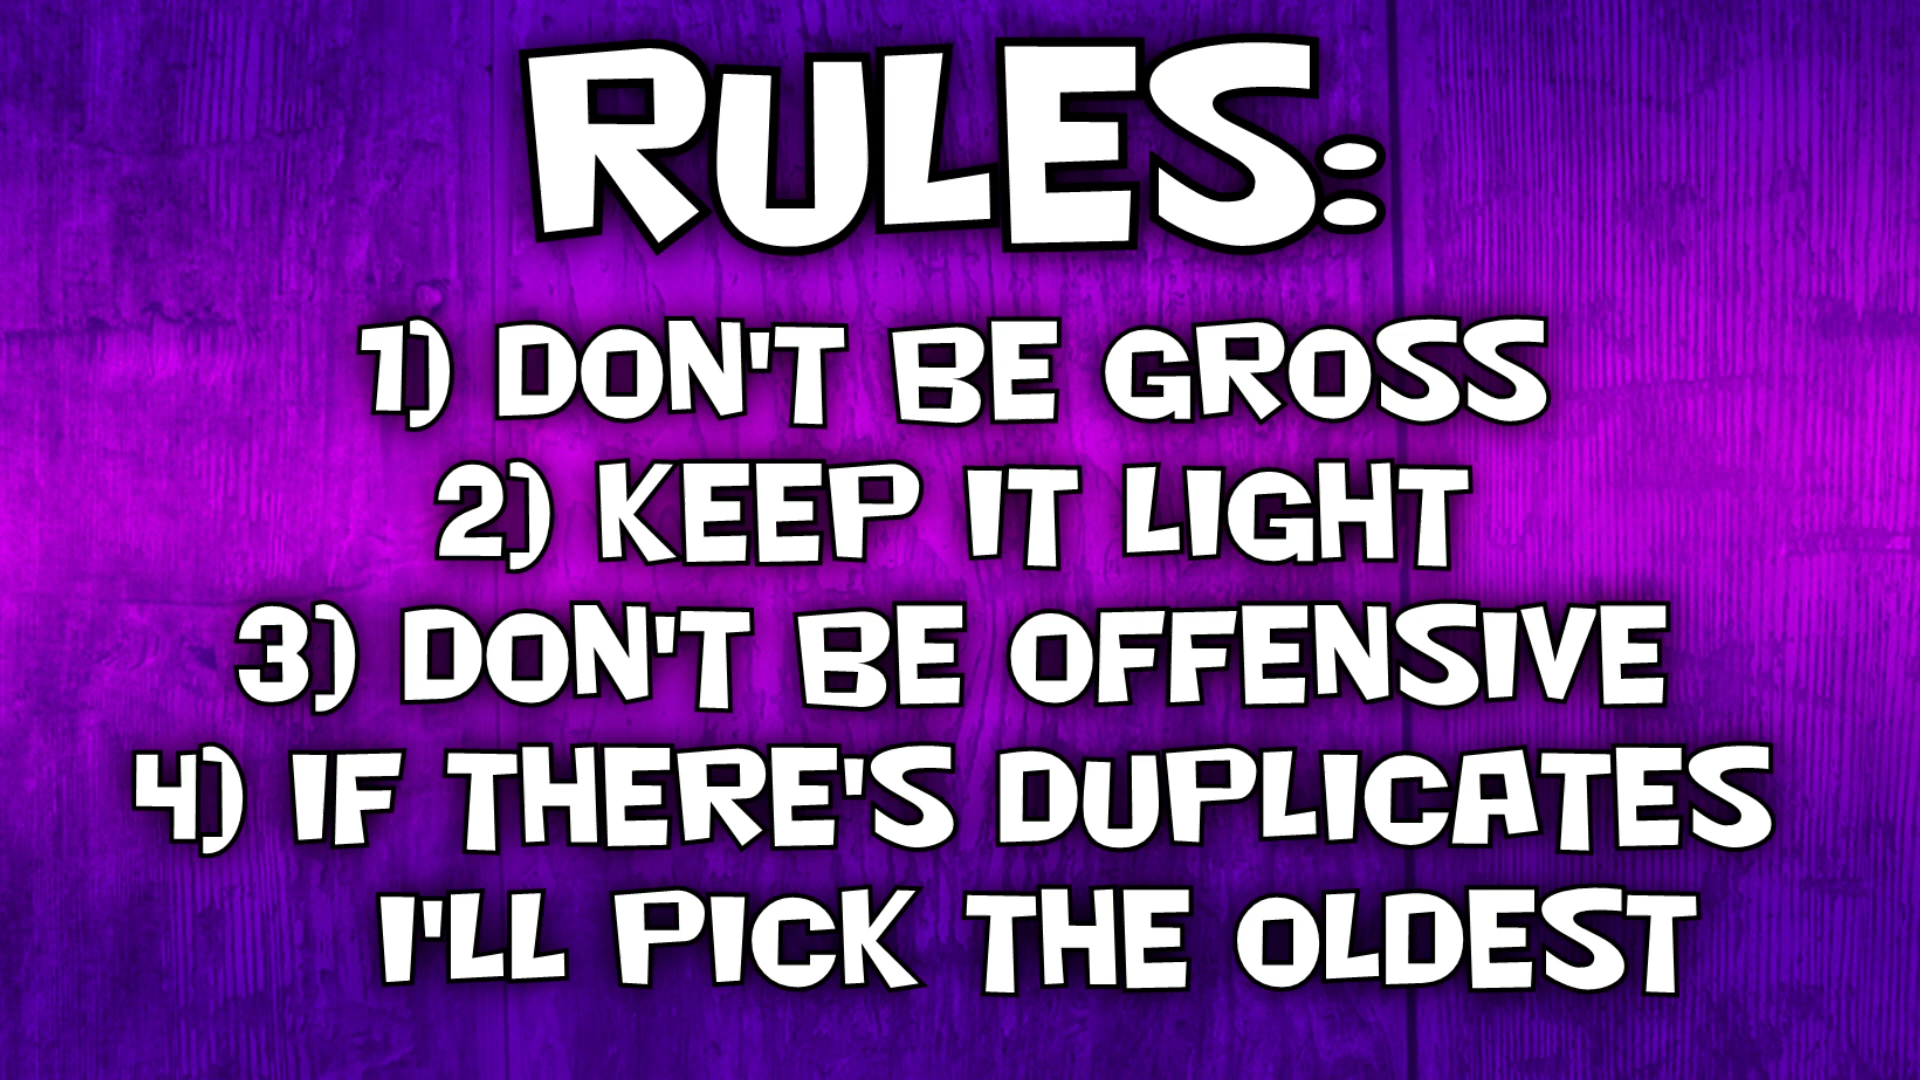 RULES:
1) DON'T BE GROSS
2) KEEP IT LIGHT
3) DON'T BE OFFENSIVE
4) IF THERE'S DUPLICATES
I'LL PICK THE OLDEST